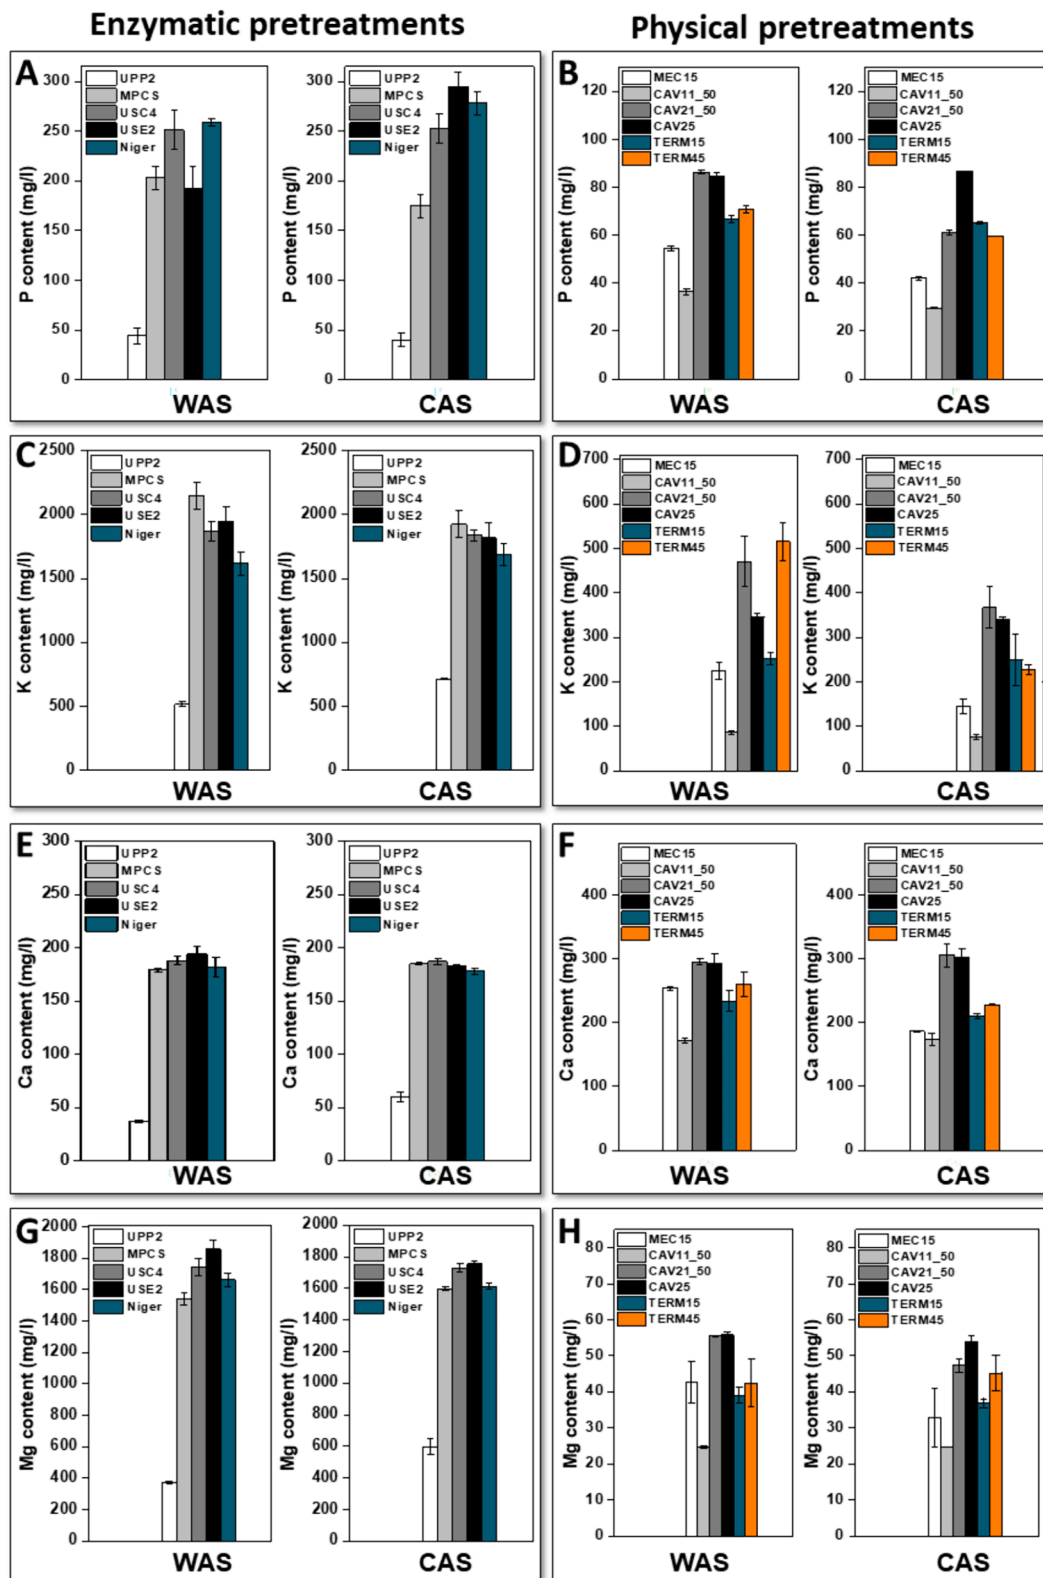 Enzymatic pretreatments
Physical pretreatments
A
P content (mg/l)
300
250
200
150
100
50
0
UPP2
MPCS
USC4
USE2
Niger
WAS
P content (mg/l)
300
250
200
150
100
50
0
CAS
B
P content (mg/l)
120
100
80
60
40
20
0
MEC15
CAV11_50
CAV21_50
CAV25
TERM15
TERM45
WAS
P content (mg/l)
120
100
80
60
40
20
0
CAS
C
K content (mg/l)
2500
2000
1500
1000
500
0
UPP2
MPCS
USC4
USE2
Niger
WAS
K content (mg/l)
2500
2000
1500
1000
500
0
UPP2
MPCS
USC4
USE2
Niger
CAS
D
K content (mg/l)
700
600
500
400
300
200
100
0
MEC15
CAV11_50
CAV21_50
CAV25
TERM15
TERM45
WAS
K content (mg/l)
700
600
500
400
300
200
100
0
MEC15
CAV11_50
CAV21_50
CAV25
TERM15
TERM45
CAS
E
Ca content (mg/l)
300
250
200
150
100
50
0
UPP2
MPCS
USC4
USE2
Niger
WAS
Ca content (mg/l)
300
250
200
150
100
50
0
UPP2
MPCS
USC4
USE2
Niger
CAS
F
Ca content (mg/l)
400
300
200
100
0
MEC15
CAV11_50
CAV21_50
CAV25
TERM15
TERM45
WAS
Ca content (mg/l)
400
300
200
100
0
MEC15
CAV11_50
CAV21_50
CAV25
TERM15
TERM45
CAS
G
Mg content (mg/l)
2000
1800
1600
1400
1200
1000
800
600
400
200
0
UPP2
MPCS
USC4
USE2
Niger
WAS
Mg content (mg/l)
2000
1800
1600
1400
1200
1000
800
600
400
200
0
UPP2
MPCS
USC4
USE2
Niger
CAS
H
Mg content (mg/l)
80
70
60
50
40
30
20
10
0
MEC15
CAV11_50
CAV21_50
CAV25
TERM15
TERM45
WAS
Mg content (mg/l)
80
70
60
50
40
30
20
10
0
MEC15
CAV11_50
CAV21_50
CAV25
TERM15
TERM45
CAS